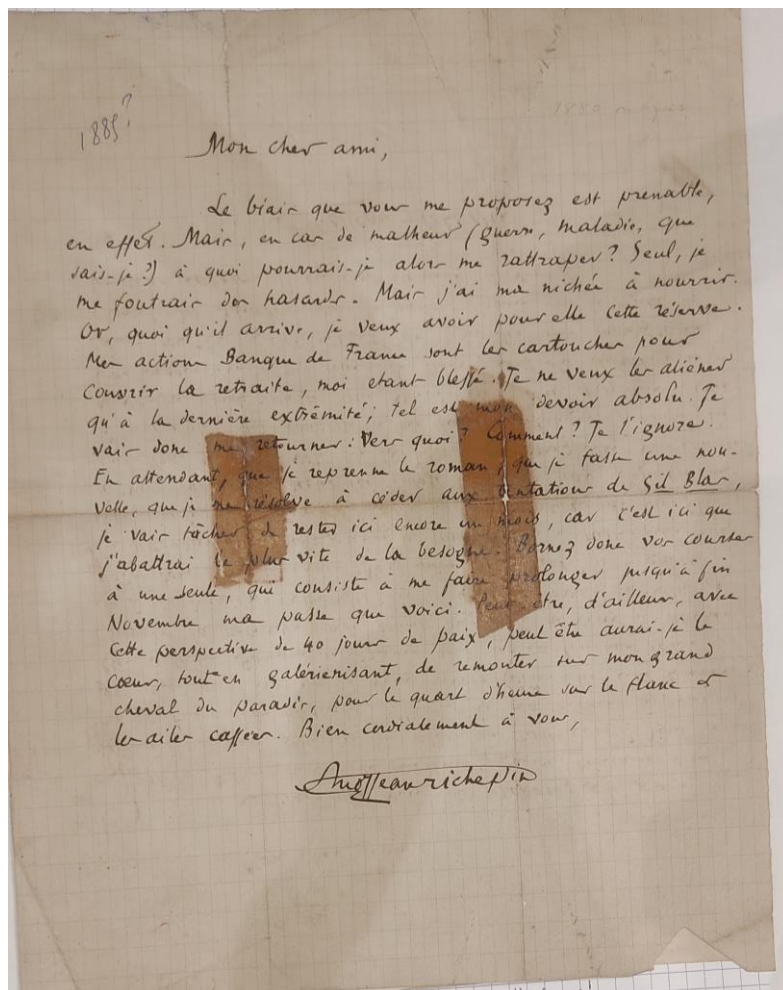 1885?
1880 ou après
Mon cher ami,
Le biais que vous me proposez est prenable,
en effet. Mais, en cas de malheur (guerre, maladie, que
sais-je?) à quoi pourrais-je alors me rattraper? Seul, je
me foutrais des hasards. Mais j'ai ma nichée à nourrir.
Or, quoi qu'il arrive, je veux avoir pour elle cette réserve.
Mes actions Banque de France sont les cartouches pour
couvrir la retraite, moi étant blessé. Je ne veux les aliéner
qu'à la dernière extrémité; tel est mon devoir absolu. Je
vais donc me retourner: Vers quoi? Comment? Je l'ignore.
En attendant, que je reprenne le roman, que je fasse une nou-
velle, que je me résolve à céder aux tentations de Gil Blas,
je vais tâcher de rester ici encore un mois, car c'est ici que
j'abattrai le plus vite de la besogne. Bornez donc vos courses
à une seule, qui consiste à me faire prolonger jusqu'à fin
Novembre ma passe que voici. Peut-être, d'ailleurs, avec
cette perspective de 40 jours de paix, peut être aurai-je le
cœur, tout en galérienisant, de remonter sur mon grand
cheval du paradis, pour le quart d'heure sur le flanc et
les ailes cassées. Bien cordialement à vous,
Jean richepin